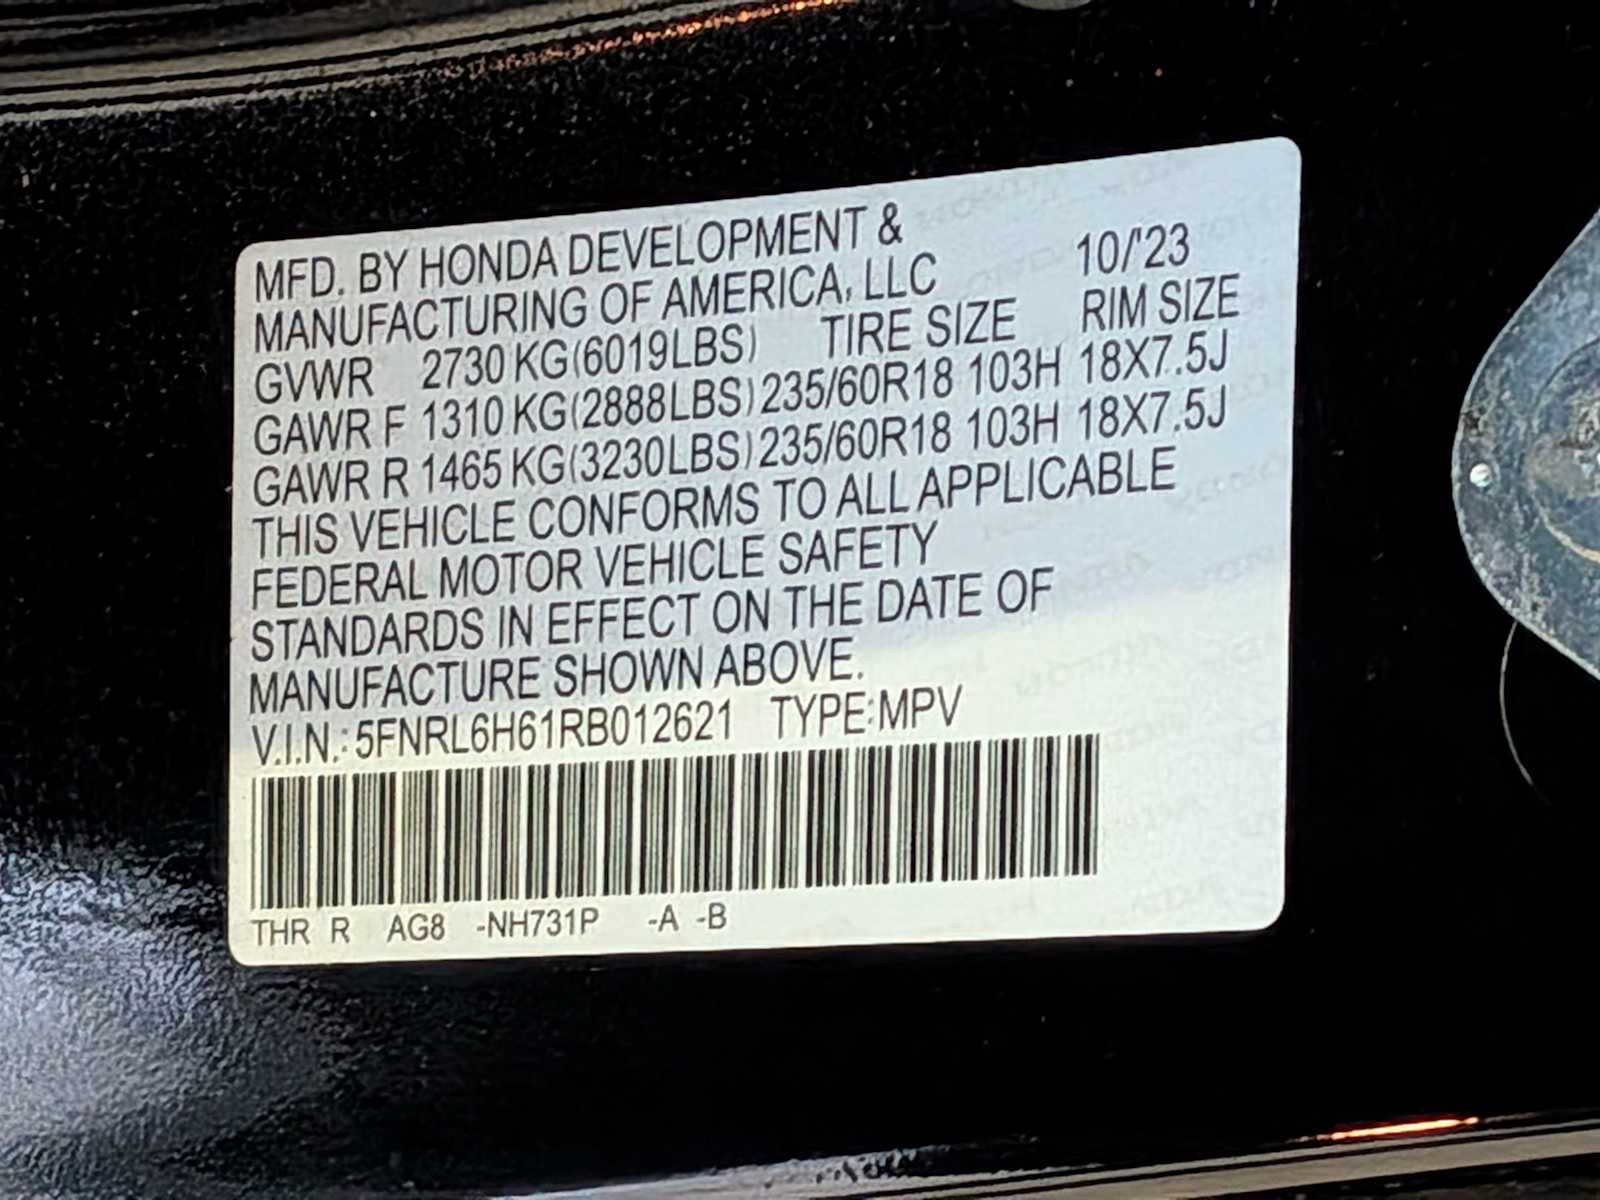 MFD. BY HONDA DEVELOPMENT &
MANUFACTURING OF AMERICA, LLC 10/'23
GVWR 2730 KG(6019LBS) TIRE SIZE RIM SIZE
GAWR F 1310 KG(2888LBS) 235/60R18 103H 18X7.5J
GAWR R 1465 KG(3230LBS) 235/60R18 103H 18X7.5J
THIS VEHICLE CONFORMS TO ALL APPLICABLE
FEDERAL MOTOR VEHICLE SAFETY
STANDARDS IN EFFECT ON THE DATE OF
MANUFACTURE SHOWN ABOVE.
V.I.N.: 5FNRL6H61RB012621 TYPE:MPV
THR R AG8 -NH731P -A -B